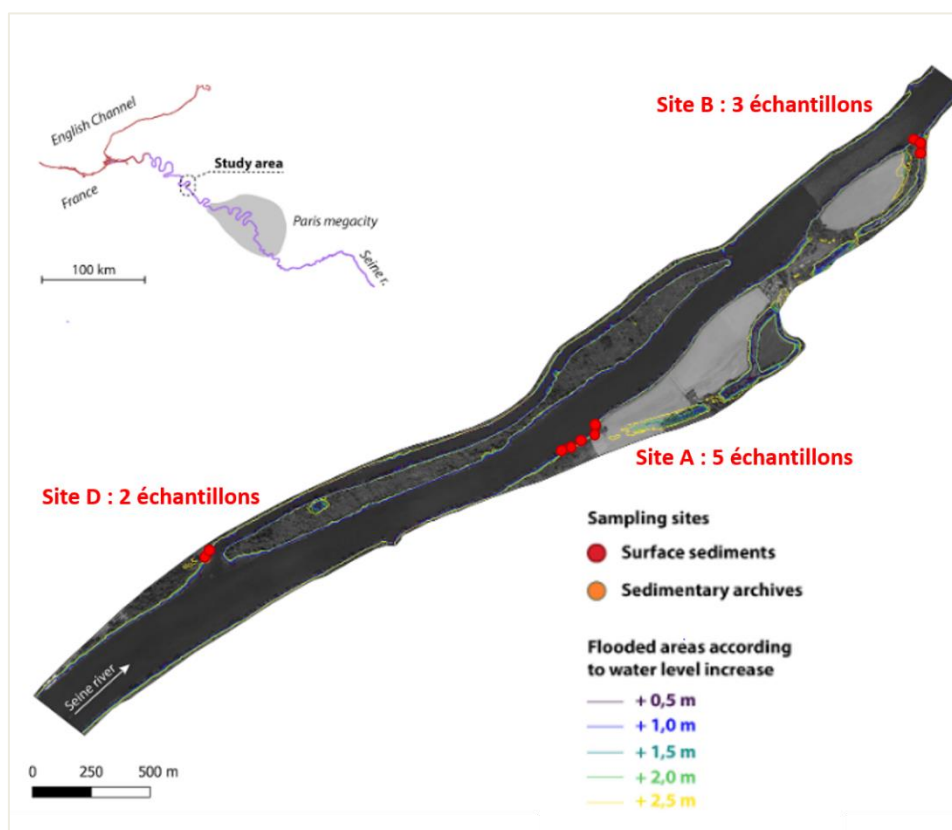 English Channel
France
Study area
Paris megacity
Seine r.
100 km
Site B : 3 échantillons
Site A : 5 échantillons
Site D : 2 échantillons
Sampling sites
Surface sediments
Sedimentary archives
Flooded areas according
to water level increase
+ 0,5 m
+ 1,0 m
+ 1,5 m
+ 2,0 m
+ 2,5 m
Seine river
0 250 500 m